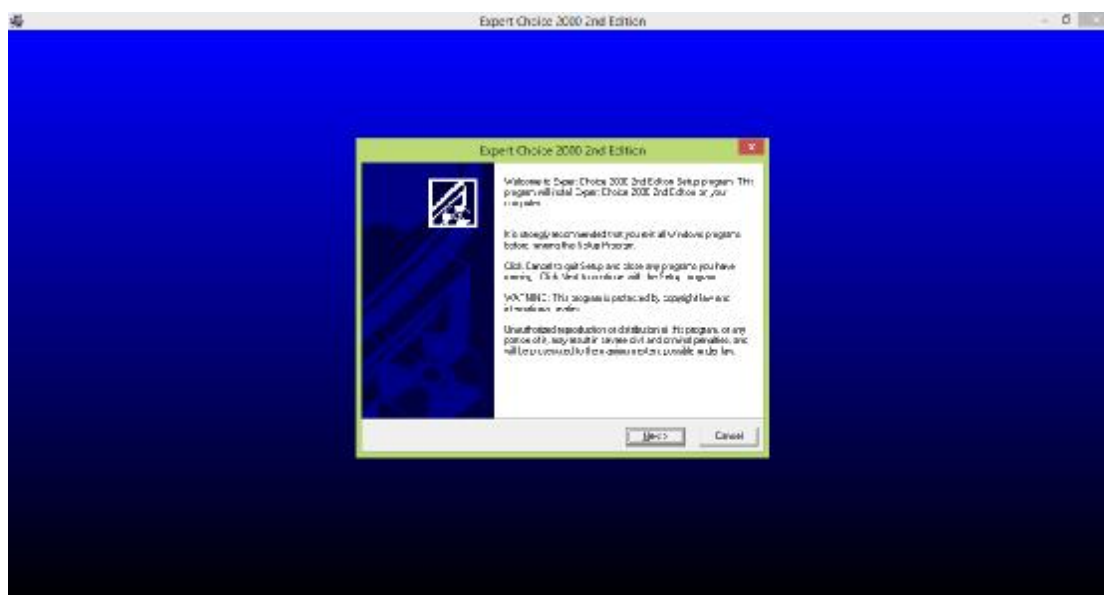 Expert Choice 2000 2nd Edition
Expert Choice 2000 2nd Edition
Welcome to Expert Choice 2000 2nd Edition Setup program. This
program will install Expert Choice 2000 2nd Edition on your
computer.
It is strongly recommended that you exit all Windows programs
before running this Setup Program.
Click Cancel to quit Setup and close any programs you have
running. Click Next to continue with the Setup program.
WARNING: This program is protected by copyright law and
international treaties.
Unauthorized reproduction or distribution of this program, or any
portion of it, may result in severe civil and criminal penalties, and
will be prosecuted to the maximum extent possible under law.
Next >
Cancel